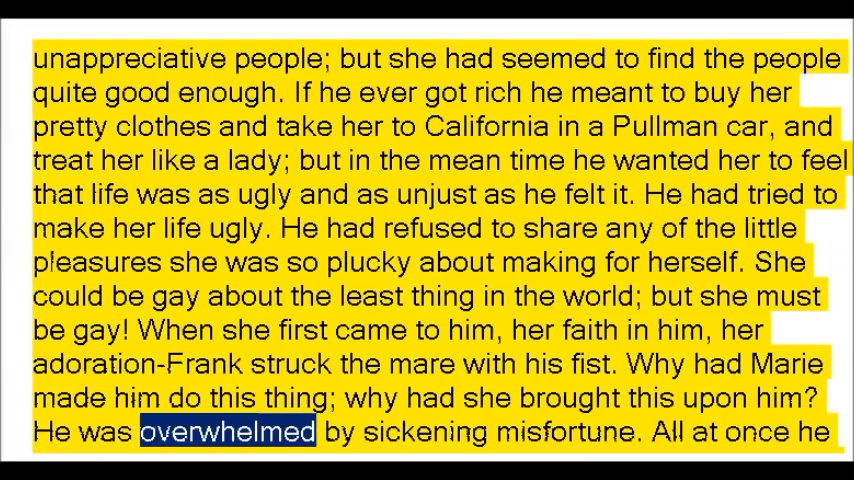 unappreciative people; but she had seemed to find the people
quite good enough. If he ever got rich he meant to buy her
pretty clothes and take her to California in a Pullman car, and
treat her like a lady; but in the mean time he wanted her to feel
that life was as ugly and as unjust as he felt it. He had tried to
make her life ugly. He had refused to share any of the little
pleasures she was so plucky about making for herself. She
could be gay about the least thing in the world; but she must
be gay! When she first came to him, her faith in him, her
adoration-Frank struck the mare with his fist. Why had Marie
made him do this thing; why had she brought this upon him?
He was overwhelmed by sickening misfortune. All at once he